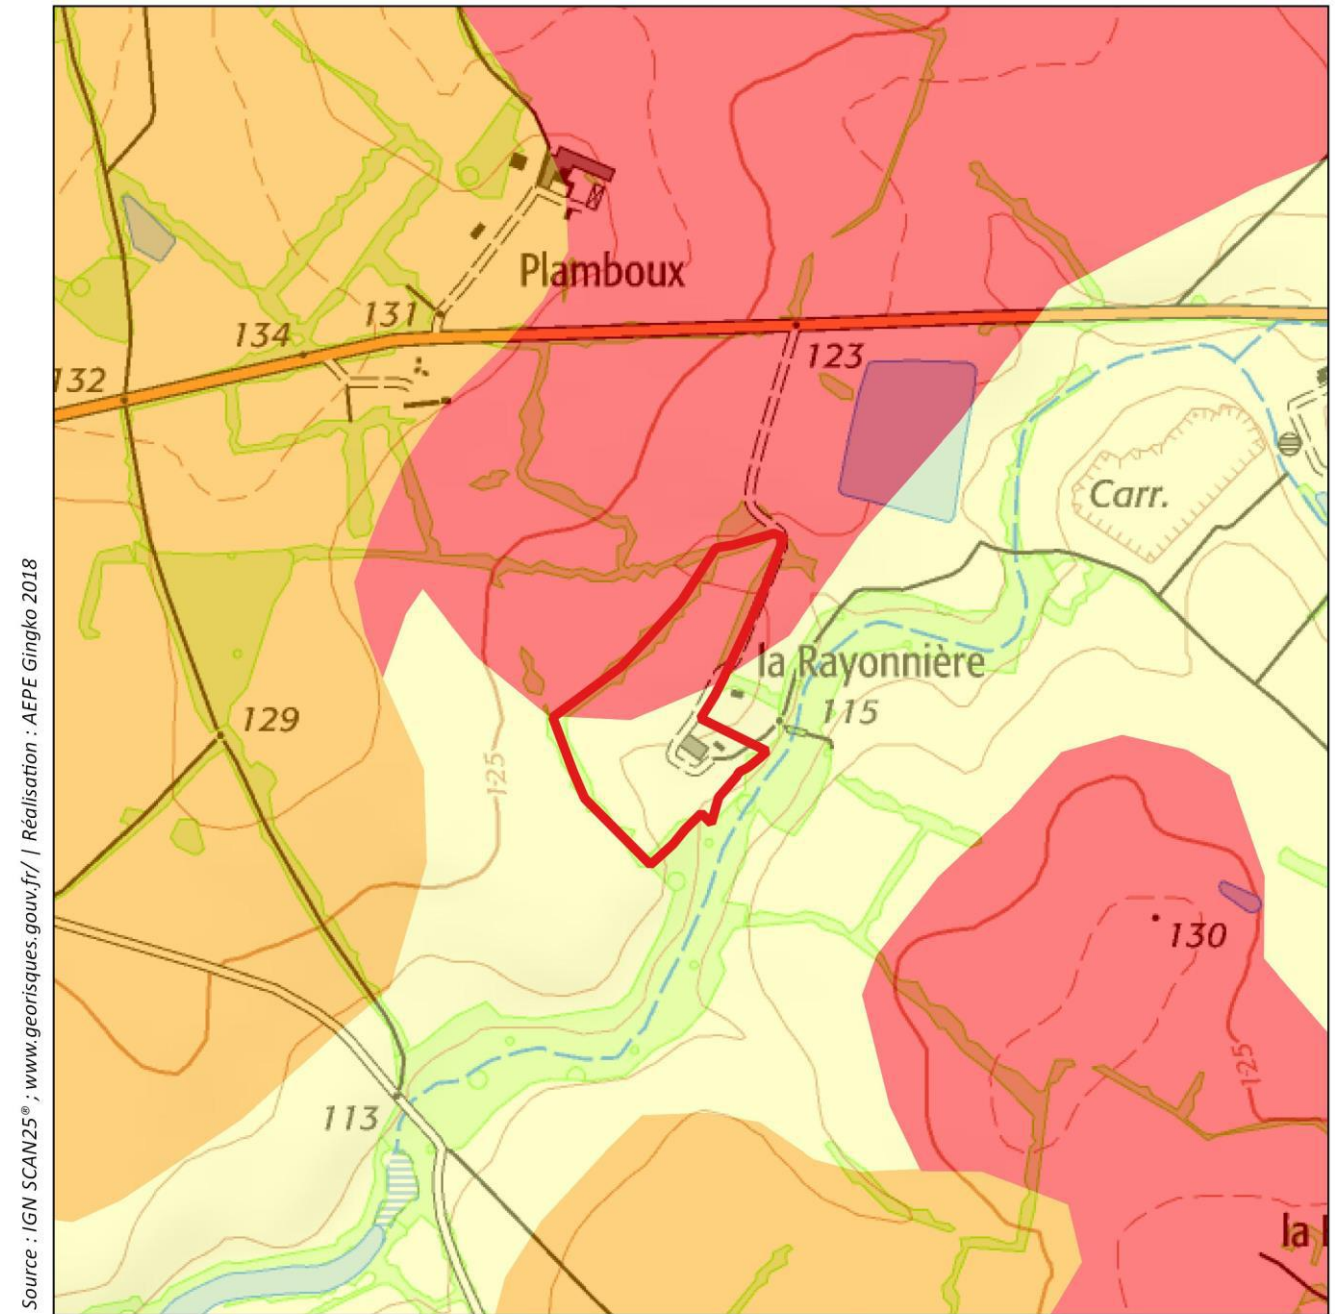 Source : IGN SCAN25® ; www.georisques.gouv.fr/ | Réalisation : AEPE Gingko 2018
Plamboux
131
134
132
123
Carr.
la Rayonnière
115
129
125
130
125
113
la